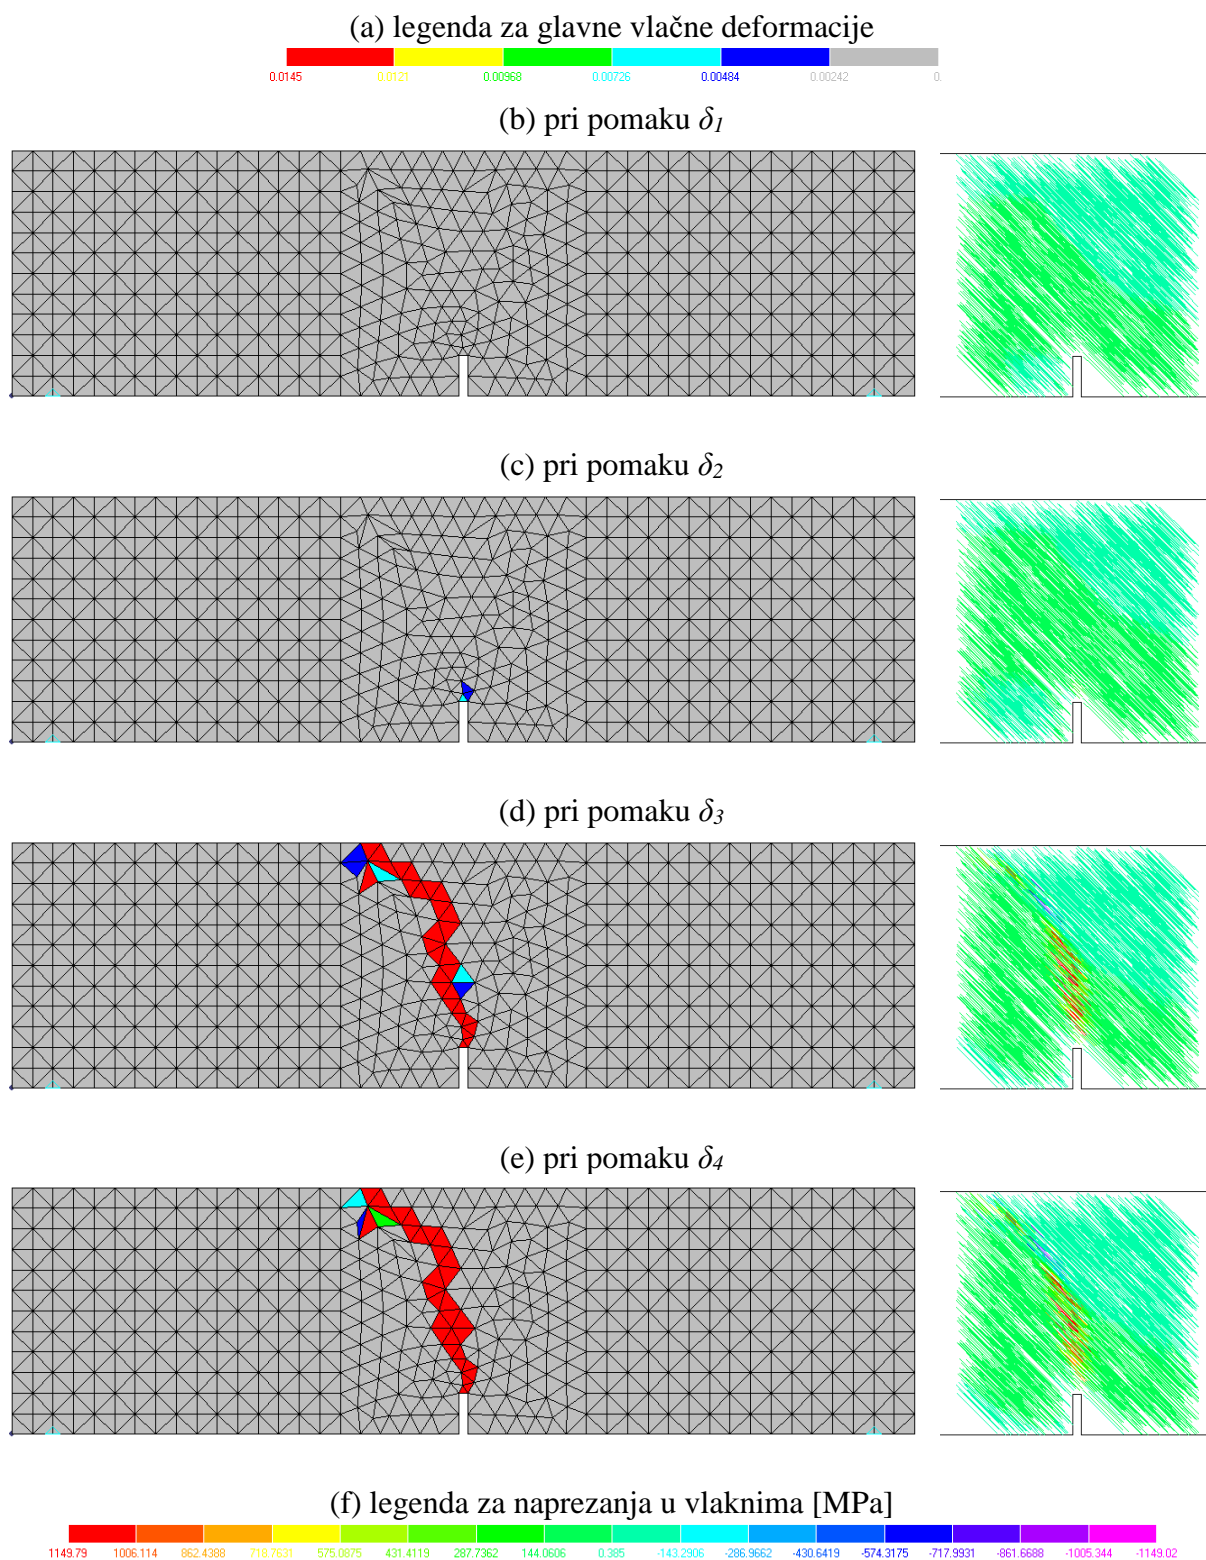 (a) legenda za glavne vlačne deformacije
0.0145 0.0121 0.00968 0.00726 0.00484 0.00242 0.
(b) pri pomaku δ1
(c) pri pomaku δ2
(d) pri pomaku δ3
(e) pri pomaku δ4
(f) legenda za naprezanja u vlaknima [MPa]
1149.79 1006.114 862.4388 718.7631 575.0875 431.4119 287.7362 144.0606 0.385 -143.2906 -286.9662 -430.6419 -574.3175 -717.9931 -861.6688 -1005.344 -1149.02